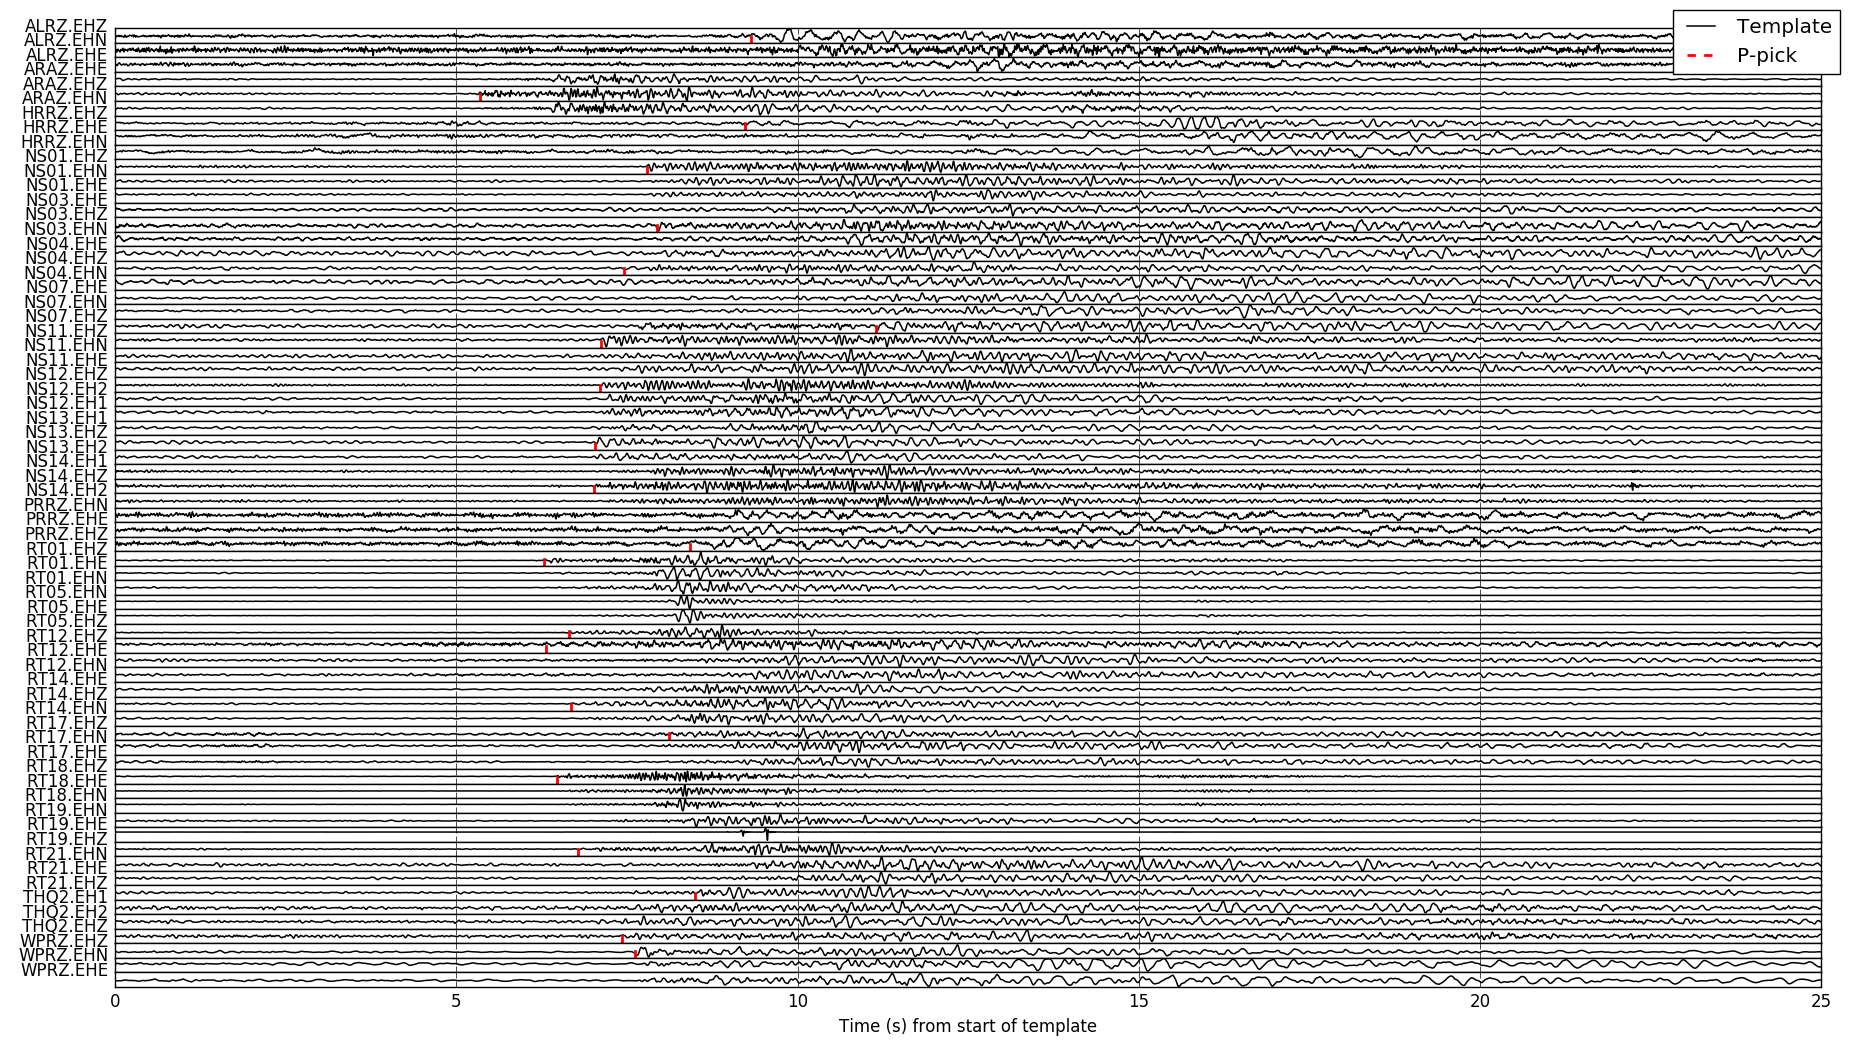 Template
P-pick
ALRZ.EHZ
ALRZ.EHN
ALRZ.EHE
ARAZ.EHE
ARAZ.EHZ
ARAZ.EHN
HRRZ.EHZ
HRRZ.EHE
HRRZ.EHN
NS01.EHZ
NS01.EHN
NS01.EHE
NS03.EHE
NS03.EHZ
NS03.EHN
NS04.EHE
NS04.EHZ
NS04.EHN
NS07.EHE
NS07.EHN
NS07.EHZ
NS11.EHZ
NS11.EHN
NS11.EHE
NS12.EHZ
NS12.EH2
NS12.EH1
NS13.EH1
NS13.EHZ
NS13.EH2
NS14.EH1
NS14.EHZ
NS14.EH2
PRRZ.EHN
PRRZ.EHE
PRRZ.EHZ
RT01.EHZ
RT01.EHE
RT01.EHN
RT05.EHN
RT05.EHE
RT05.EHZ
RT12.EHZ
RT12.EHE
RT12.EHN
RT14.EHE
RT14.EHZ
RT14.EHN
RT17.EHZ
RT17.EHN
RT17.EHE
RT18.EHZ
RT18.EHE
RT18.EHN
RT19.EHN
RT19.EHE
RT19.EHZ
RT21.EHN
RT21.EHE
RT21.EHZ
THQ2.EH1
THQ2.EH2
THQ2.EHZ
WPRZ.EHZ
WPRZ.EHN
WPRZ.EHE
0 5 10 15 20 25
Time (s) from start of template